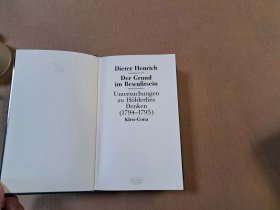 Dieter Henrich
Der Grund
im Bewußtsein
Untersuchungen
zu Hölderlins
Denken
(1794–1795)
Klett-Cotta